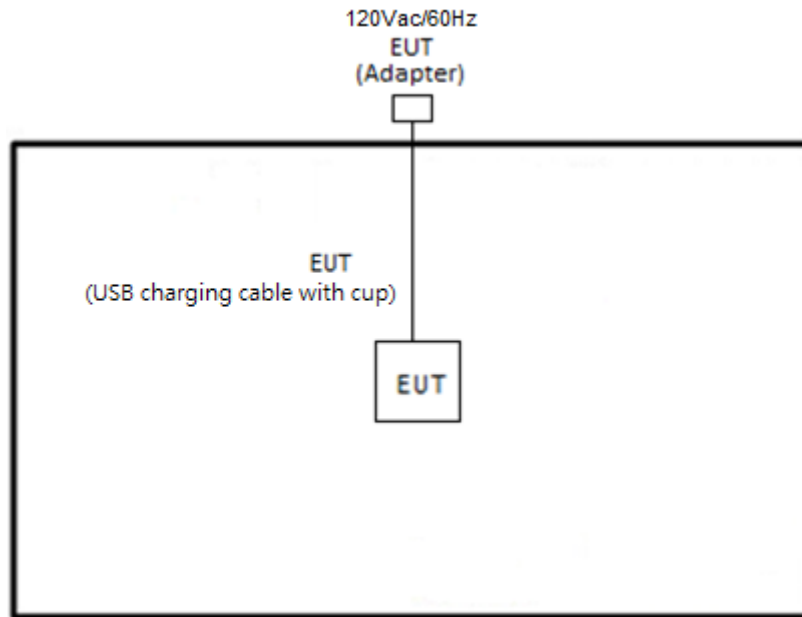 120Vac/60Hz
EUT
(Adapter)
EUT
(USB charging cable with cup)
EUT